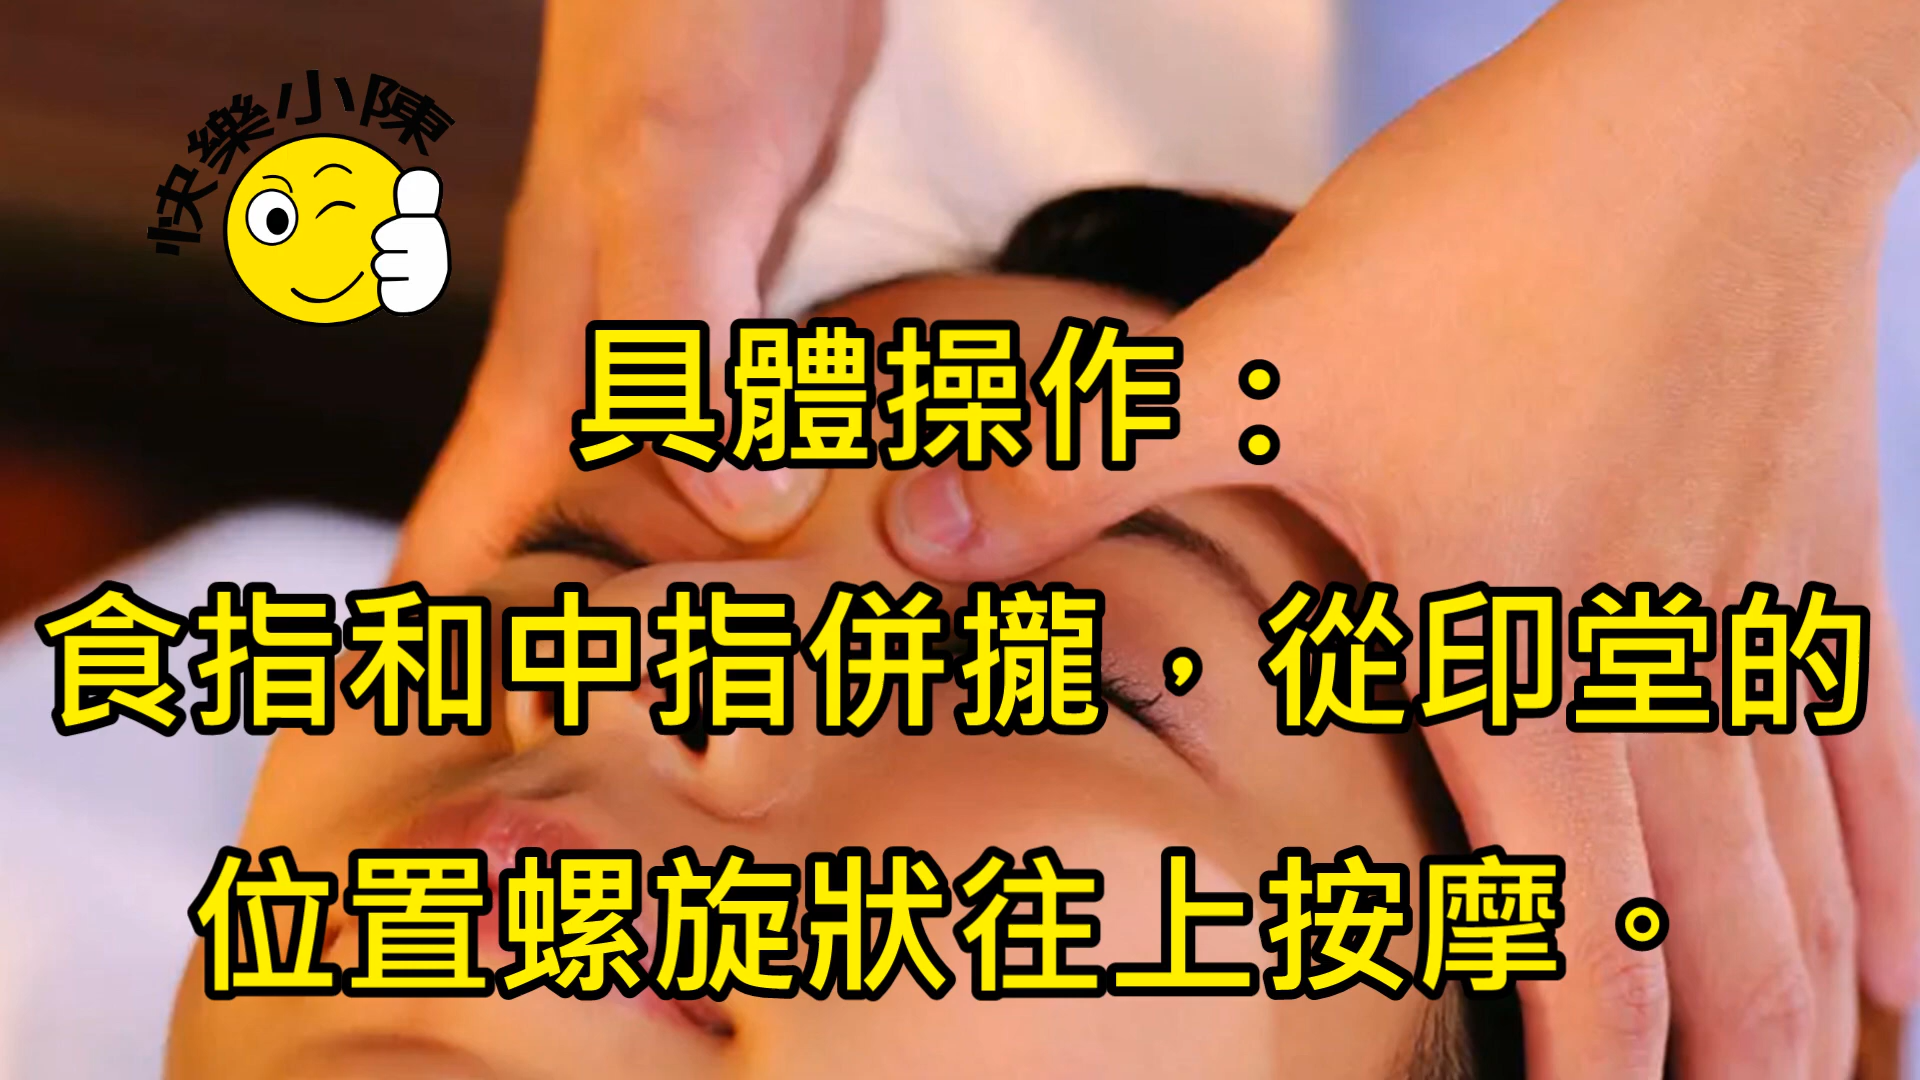 快樂小陳
具體操作：
食指和中指併攏，從印堂的
位置螺旋狀往上按摩。